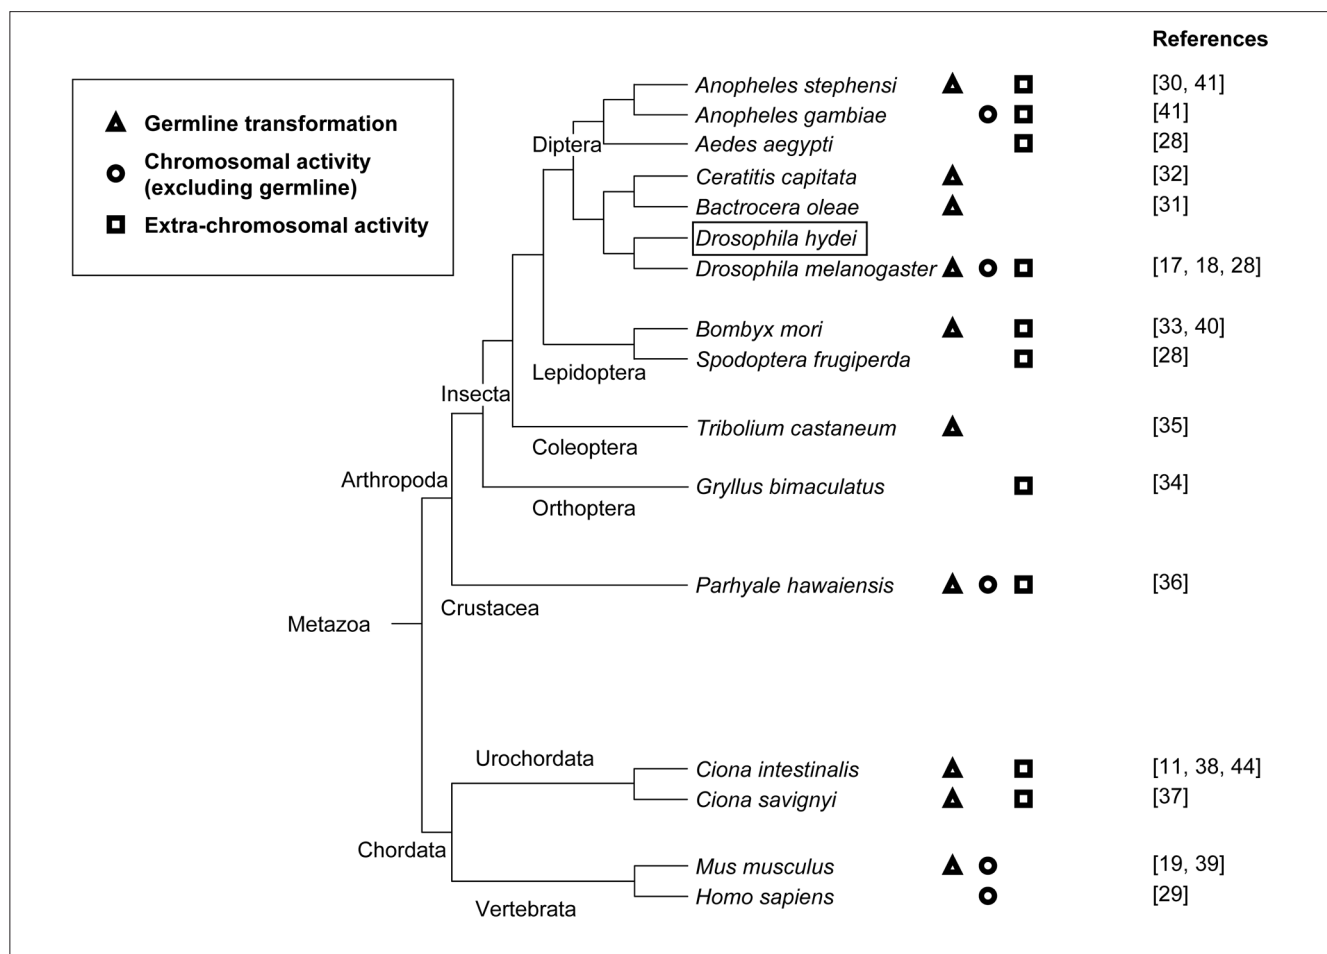 References
Germline transformation
Chromosomal activity
(excluding germline)
Extra-chromosomal activity
Anopheles stephensi [30, 41]
Anopheles gambiae [41]
Diptera
Aedes aegypti [28]
Ceratitis capitata [32]
Bactrocera oleae [31]
Drosophila hydei
Drosophila melanogaster [17, 18, 28]
Bombyx mori [33, 40]
Spodoptera frugiperda [28]
Lepidoptera
Insecta
Tribolium castaneum [35]
Coleoptera
Arthropoda
Gryllus bimaculatus [34]
Orthoptera
Parhyale hawaiensis [36]
Crustacea
Metazoa
Urochordata
Ciona intestinalis [11, 38, 44]
Ciona savignyi [37]
Chordata
Mus musculus [19, 39]
Homo sapiens [29]
Vertebrata